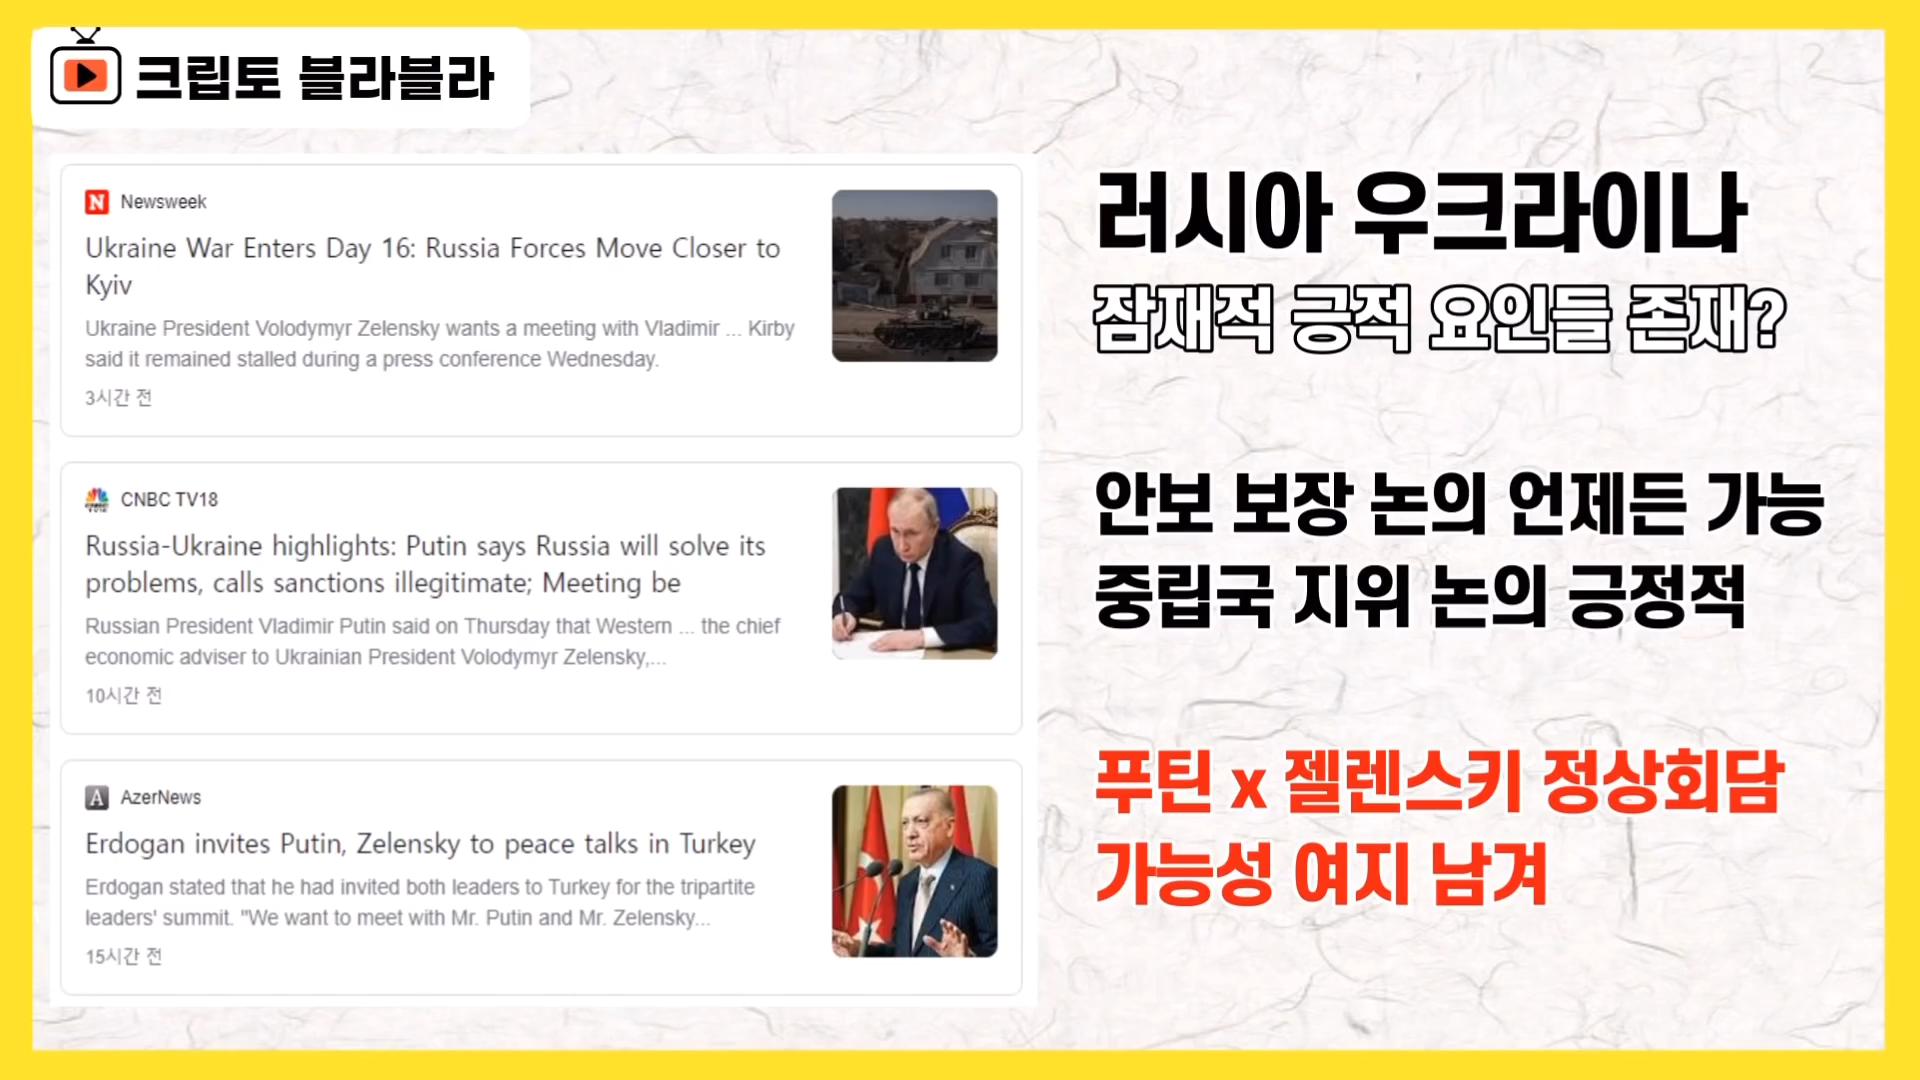 크립토 블라블라
Newsweek
Ukraine War Enters Day 16: Russia Forces Move Closer to
Kyiv
Ukraine President Volodymyr Zelensky wants a meeting with Vladimir ... Kirby
said it remained stalled during a press conference Wednesday.
3시간 전
CNBC TV18
Russia-Ukraine highlights: Putin says Russia will solve its
problems, calls sanctions illegitimate; Meeting be
Russian President Vladimir Putin said on Thursday that Western ... the chief
economic adviser to Ukrainian President Volodymyr Zelensky,...
10시간 전
AzerNews
Erdogan invites Putin, Zelensky to peace talks in Turkey
Erdogan stated that he had invited both leaders to Turkey for the tripartite
leaders' summit. "We want to meet with Mr. Putin and Mr. Zelensky...
15시간 전
러시아 우크라이나
잠재적 긍적 요인들 존재?
안보 보장 논의 언제든 가능
중립국 지위 논의 긍정적
푸틴 x 젤렌스키 정상회담
가능성 여지 남겨